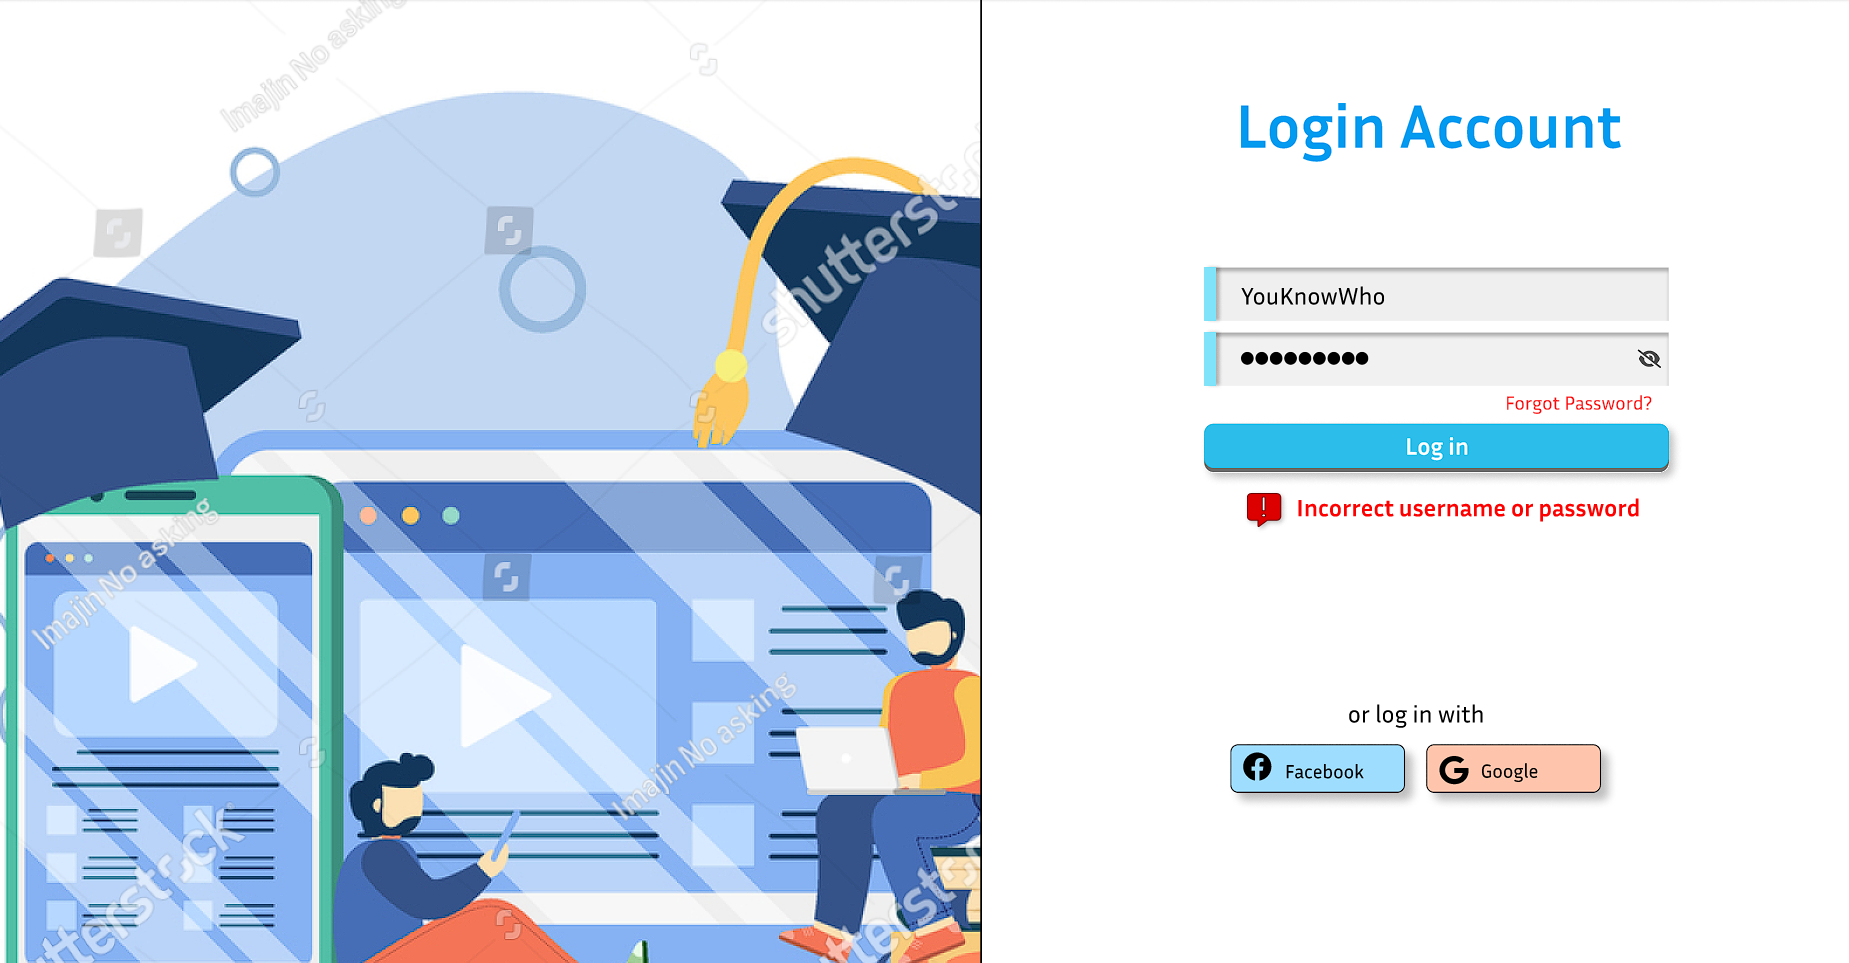 Imajin No asking
shutterstock
Imajin No asking
Imajin No asking
Login Account
YouKnowWho
Forgot Password?
Log in
! Incorrect username or password
or log in with
Facebook
G Google